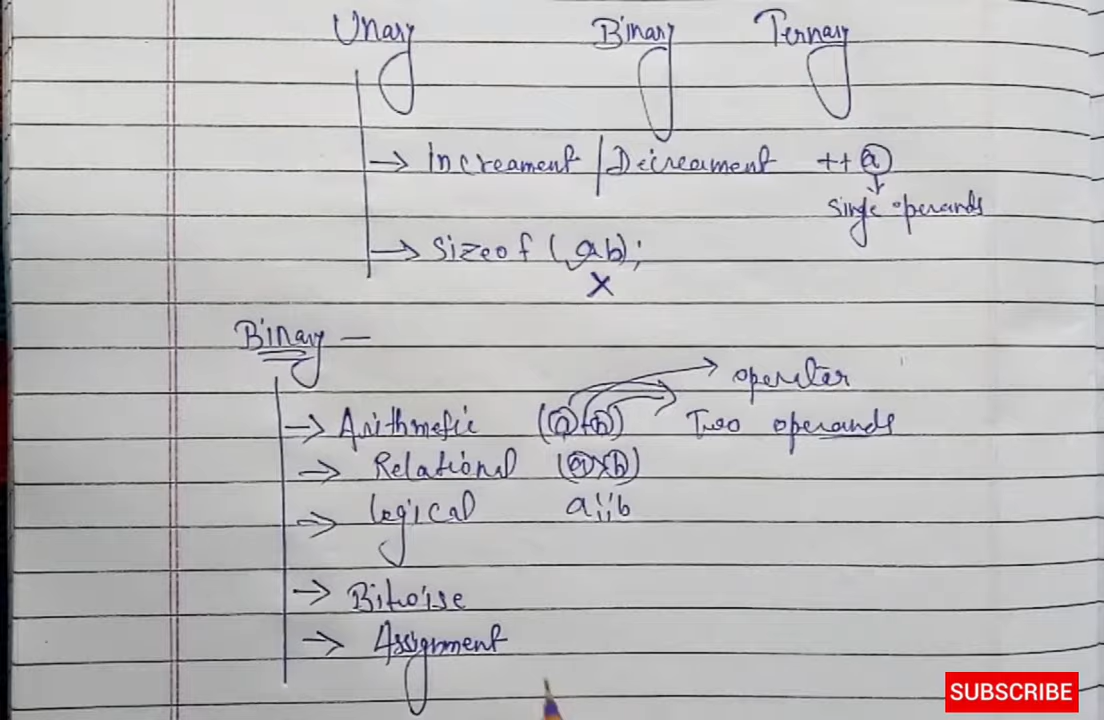 Unary Binary Ternary
→ Increament / Decreament ++a
Single operands
→ Sizeof (ab);
X
Binary –
operator
→ Arithmetic (a+b) Two operands
→ Relational (a>b)
→ logical a||b
→ Bitwise
→ Assignment
SUBSCRIBE